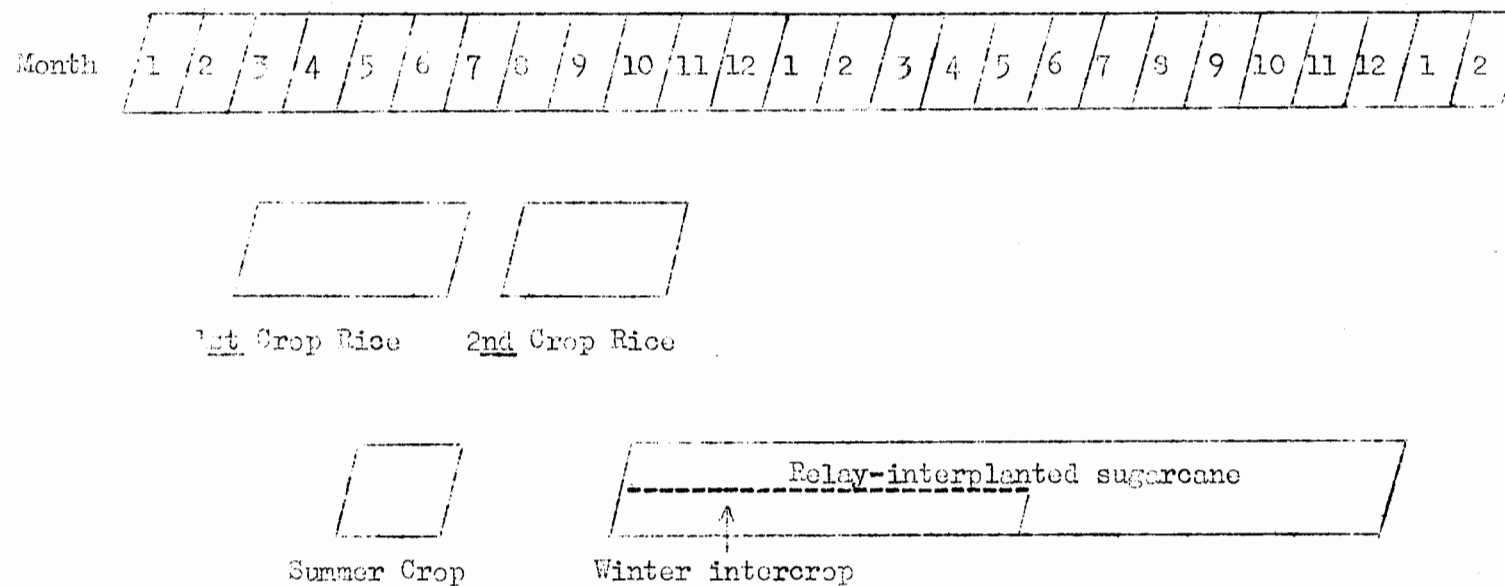 Month 1 2 3 4 5 6 7 8 9 10 11 12 1 2 3 4 5 6 7 8 9 10 11 12 1 2
1st Crop Rice 2nd Crop Rice
Relay-interplanted sugarcane
Summer Crop Winter intercrop